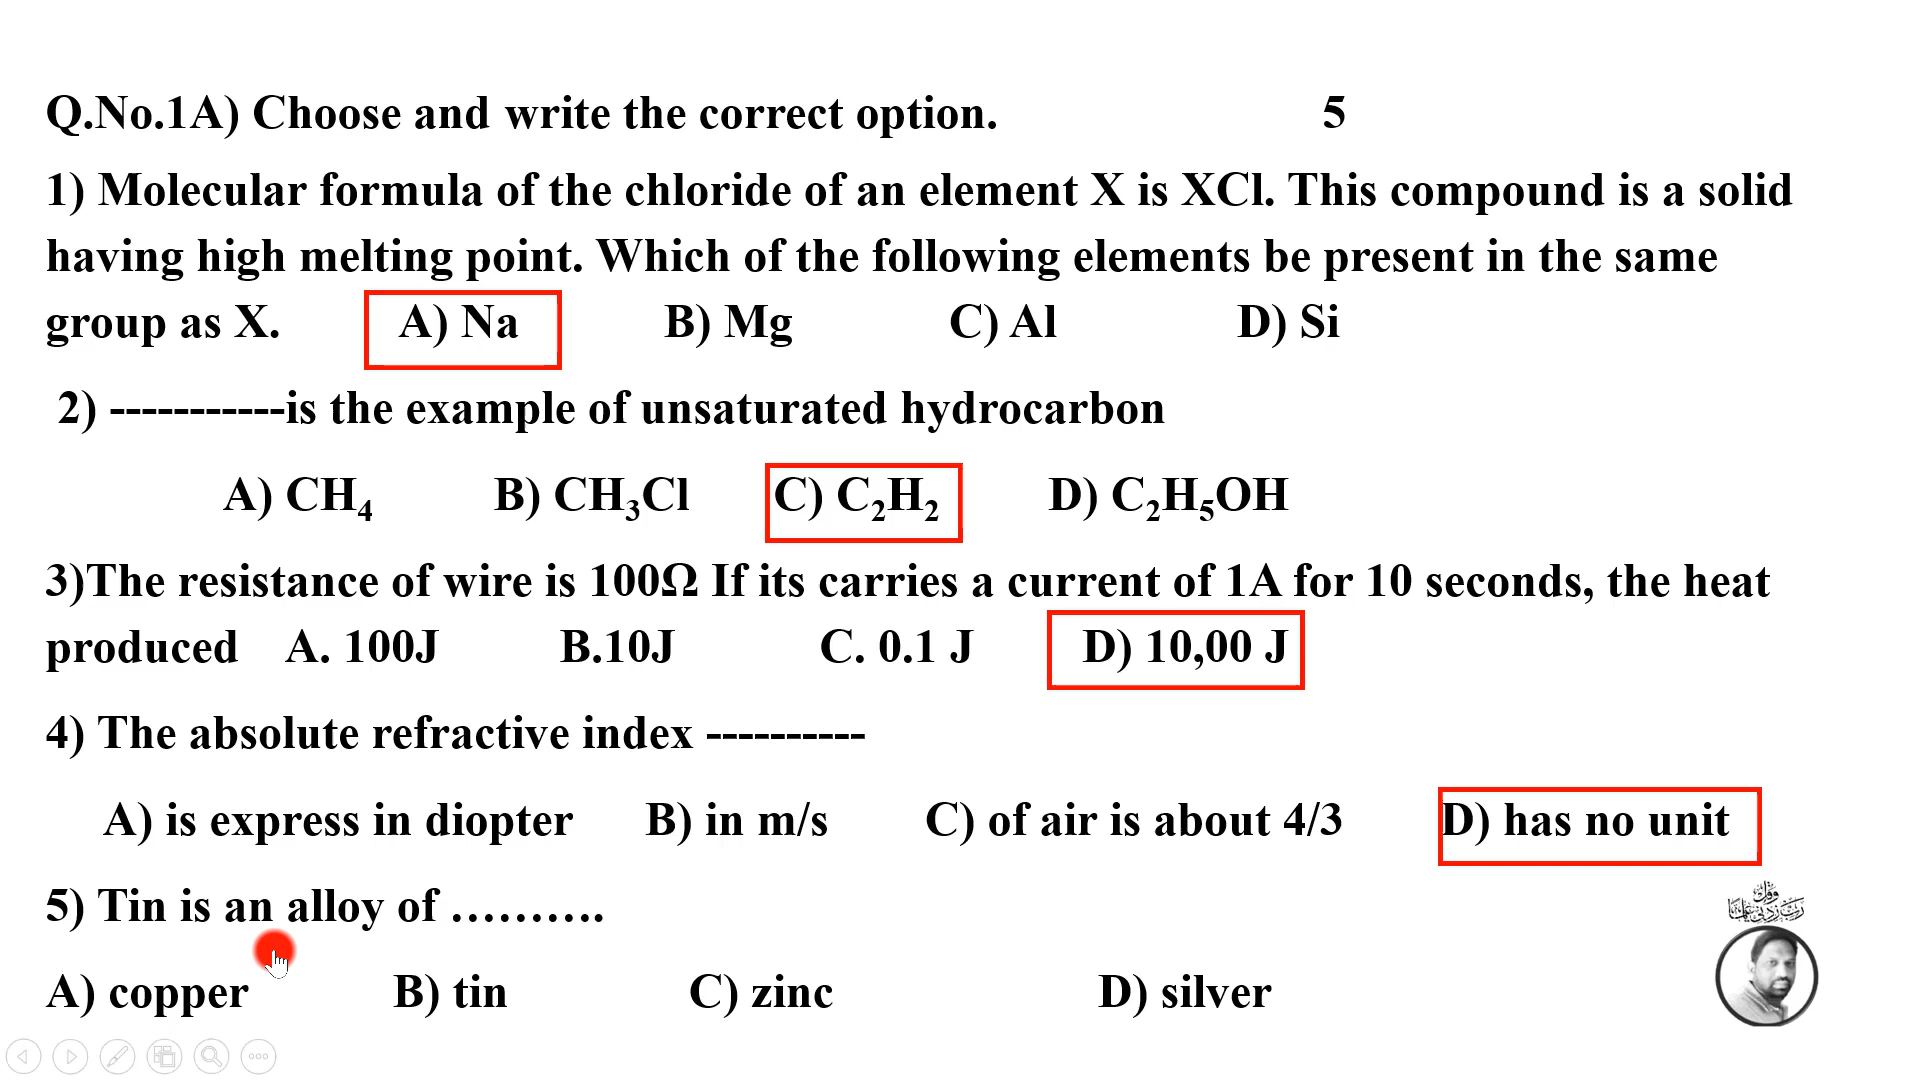 Q.No.1A) Choose and write the correct option. 5
1) Molecular formula of the chloride of an element X is XCl. This compound is a solid
having high melting point. Which of the following elements be present in the same
group as X. A) Na B) Mg C) Al D) Si
2) -----------is the example of unsaturated hydrocarbon
A) CH₄ B) CH₃Cl C) C₂H₂ D) C₂H₅OH
3)The resistance of wire is 100Ω If its carries a current of 1A for 10 seconds, the heat
produced A. 100J B.10J C. 0.1 J D) 10,00 J
4) The absolute refractive index ----------
A) is express in diopter B) in m/s C) of air is about 4/3 D) has no unit
5) Tin is an alloy of ……….
وقل
رب زدني علما
A) copper B) tin C) zinc D) silver